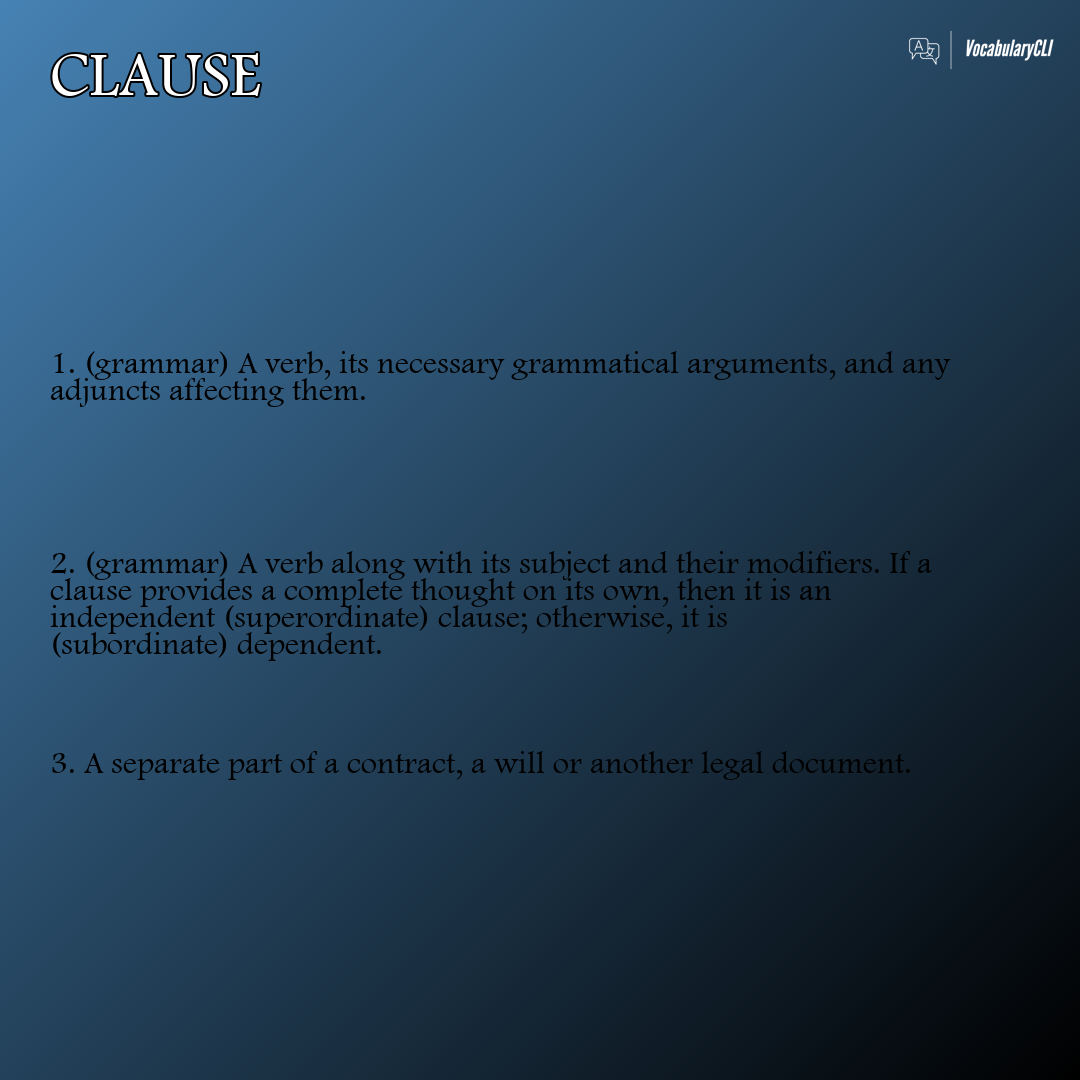 CLAUSE
VocabularyCLI
1. (grammar) A verb, its necessary grammatical arguments, and any
adjuncts affecting them.
2. (grammar) A verb along with its subject and their modifiers. If a
clause provides a complete thought on its own, then it is an
independent (superordinate) clause; otherwise, it is
(subordinate) dependent.
3. A separate part of a contract, a will or another legal document.